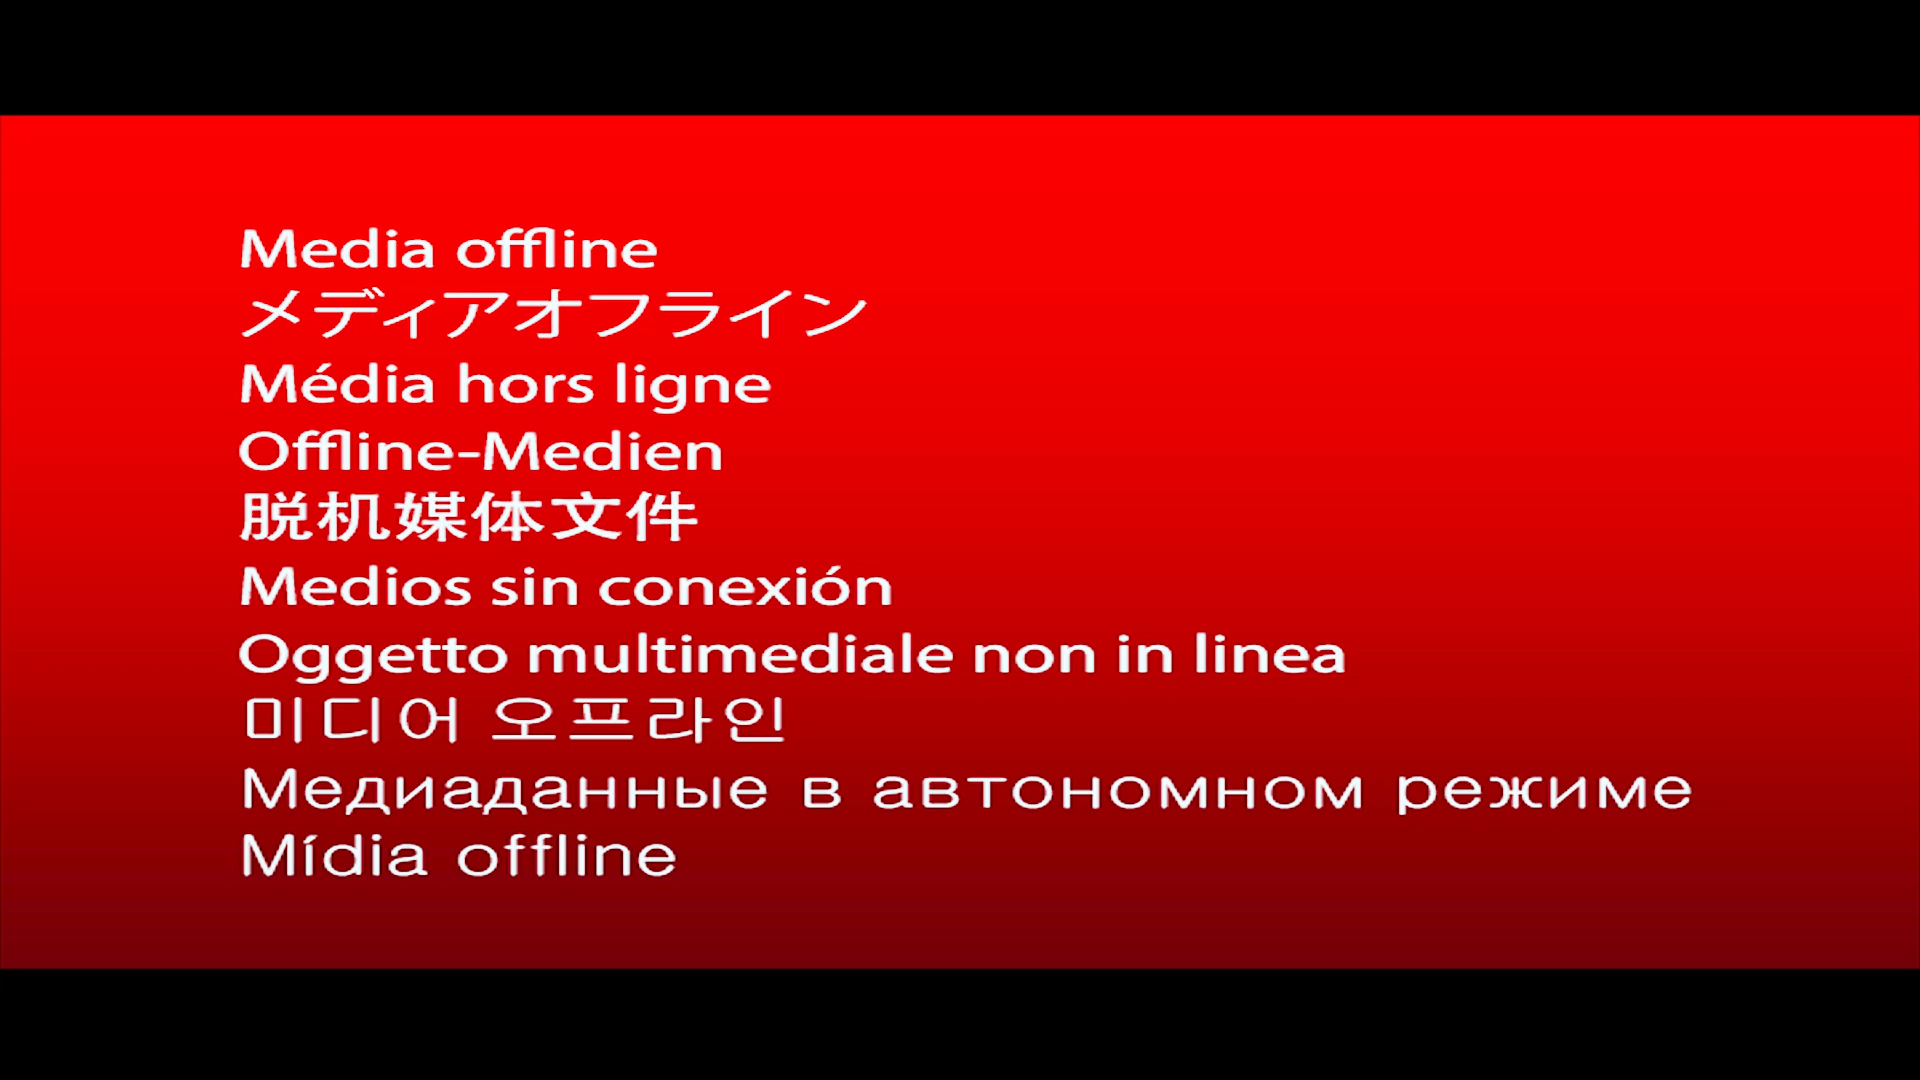 Media offline
メディアオフライン
Média hors ligne
Offline-Medien
脱机媒体文件
Medios sin conexión
Oggetto multimediale non in linea
미디어 오프라인
Медиаданные в автономном режиме
Mídia offline